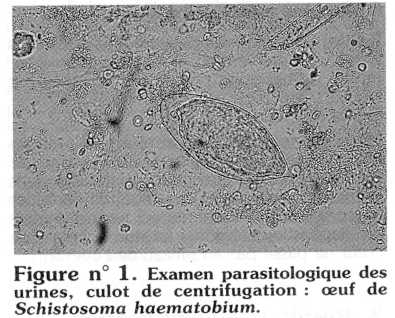 Figure n° 1. Examen parasitologique des
urines, culot de centrifugation : œuf de
Schistosoma haematobium.